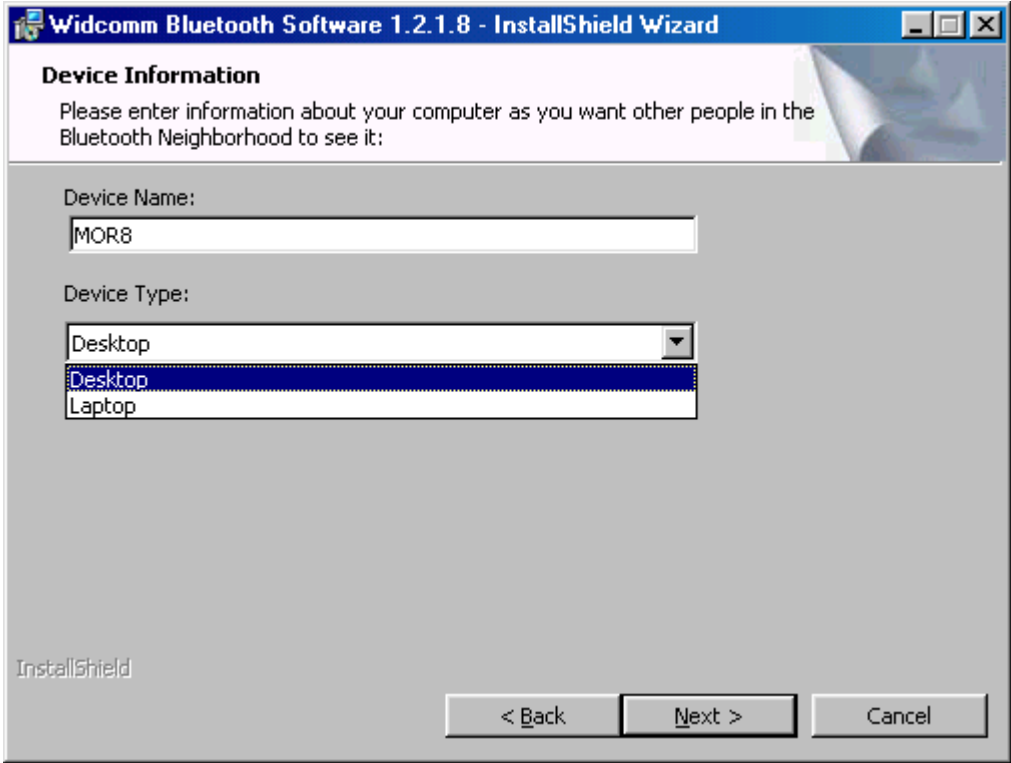 Widcomm Bluetooth Software 1.2.1.8 - InstallShield Wizard
Device Information
Please enter information about your computer as you want other people in the
Bluetooth Neighborhood to see it:
Device Name:
MOR8
Device Type:
Desktop
Desktop
Laptop
InstallShield
< Back Next > Cancel